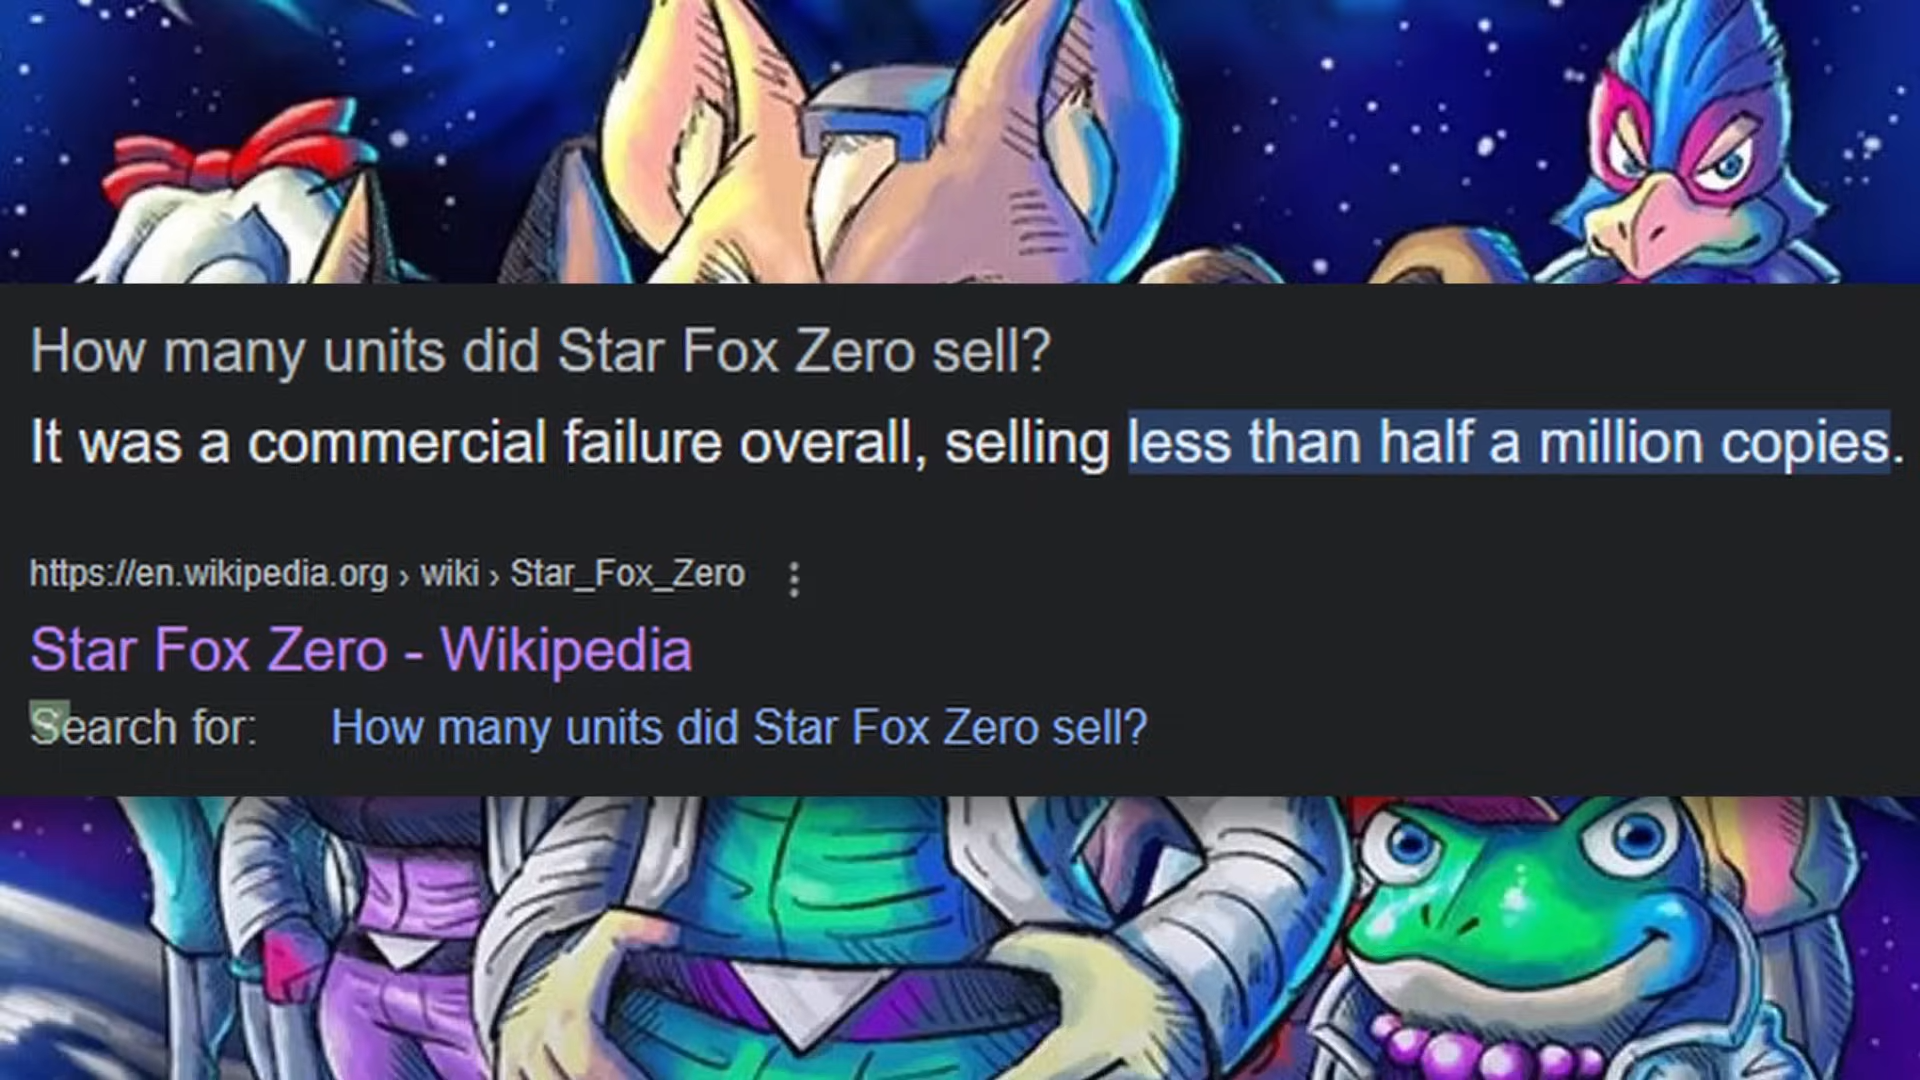 How many units did Star Fox Zero sell?
It was a commercial failure overall, selling less than half a million copies.
https://en.wikipedia.org › wiki › Star_Fox_Zero
Star Fox Zero - Wikipedia
Search for: How many units did Star Fox Zero sell?